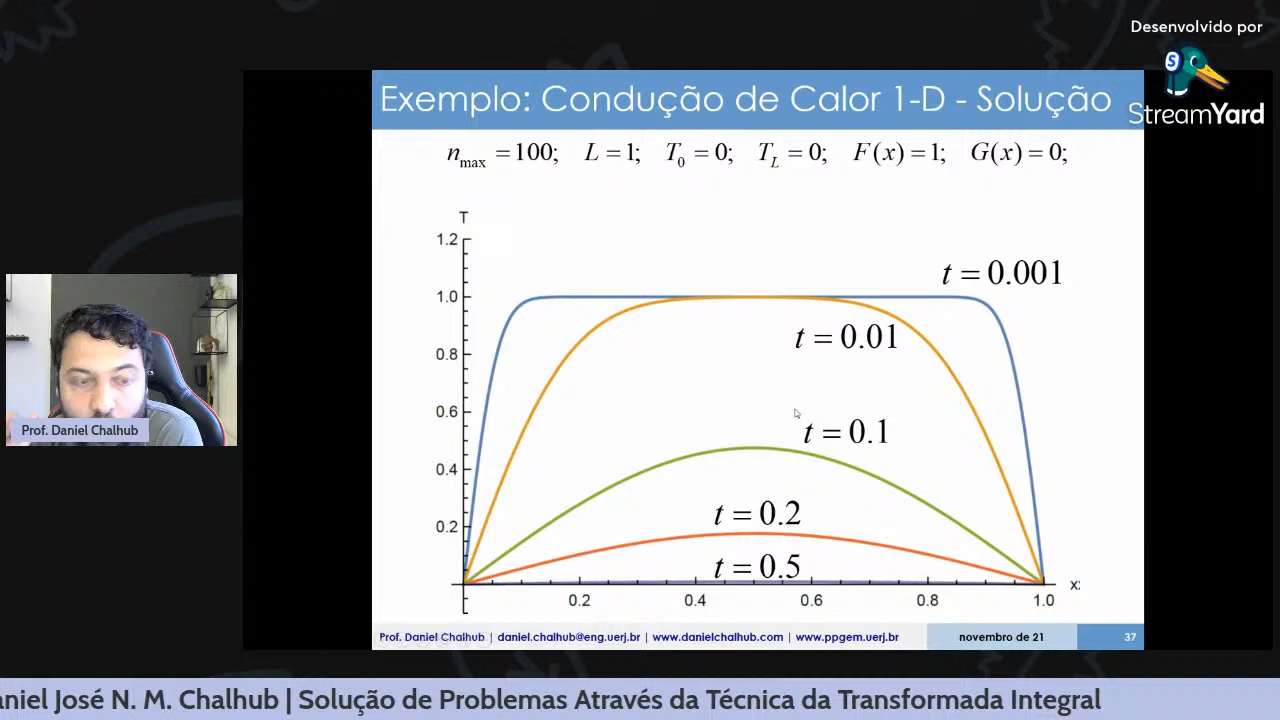 Desenvolvido por
StreamYard
Exemplo: Condução de Calor 1-D - Solução
n_max = 100; L = 1; T_0 = 0; T_L = 0; F(x) = 1; G(x) = 0;
T
1.2
t = 0.001
1.0
t = 0.01
0.8
0.6
t = 0.1
0.4
t = 0.2
0.2
t = 0.5
x
0.2 0.4 0.6 0.8 1.0
Prof. Daniel Chalhub
Prof. Daniel Chalhub | daniel.chalhub@eng.uerj.br | www.danielchalhub.com | www.ppgem.uerj.br novembro de 21 37
aniel José N. M. Chalhub | Solução de Problemas Através da Técnica da Transformada Integral